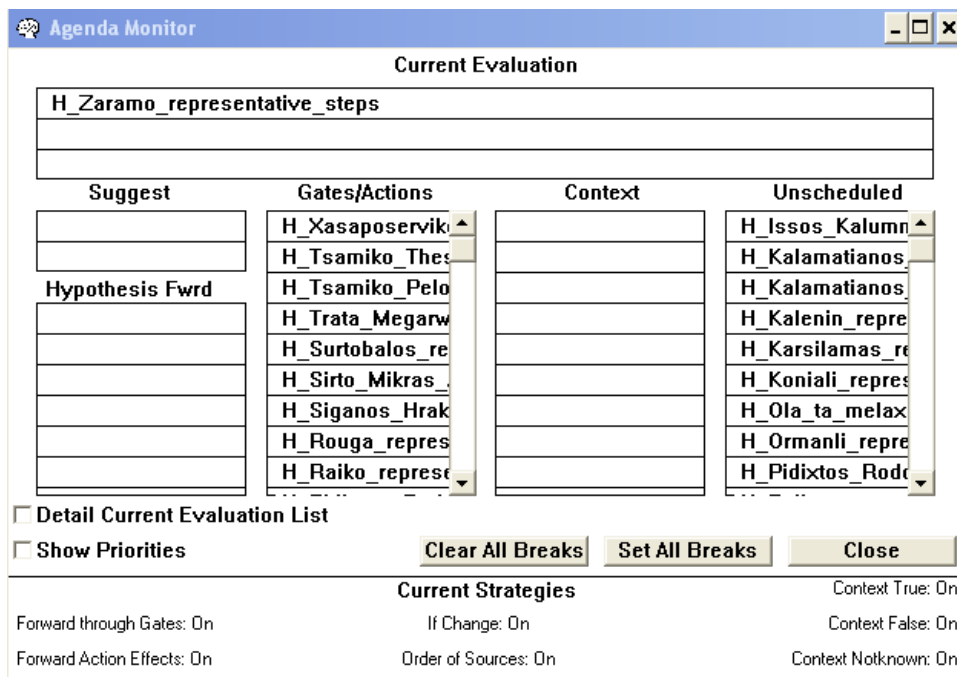 Agenda Monitor
Current Evaluation
H_Zaramo_representative_steps
Suggest
Gates/Actions
Context
Unscheduled
Hypothesis Fwrd
H_Xasaposervik
H_Tsamiko_Thes
H_Tsamiko_Pelo
H_Trata_Megarw
H_Surtobalos_re
H_Sirto_Mikras_
H_Siganos_Hrak
H_Rouga_repres
H_Raiko_represe
H_Issos_Kalumn
H_Kalamatianos_
H_Kalamatianos_
H_Kalenin_repre
H_Karsilamas_re
H_Koniali_repres
H_Ola_ta_melax
H_Ormanli_repre
H_Pidixtos_Rodo
Detail Current Evaluation List
Show Priorities
Clear All Breaks
Set All Breaks
Close
Current Strategies
Context True: On
Forward through Gates: On
If Change: On
Context False: On
Forward Action Effects: On
Order of Sources: On
Context Notknown: On